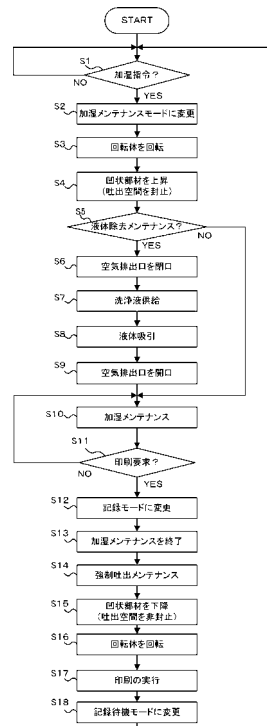 START
S1
加湿指令？
NO
YES
S2
加湿メンテナンスモードに変更
S3
回転体を回転
S4
凹状部材を上昇
(吐出空間を封止)
S5
液体除去メンテナンス？
NO
YES
S6
空気排出口を閉口
S7
洗浄液供給
S8
液体吸引
S9
空気排出口を開口
S10
加湿メンテナンス
S11
印刷要求？
NO
YES
S12
記録モードに変更
S13
加湿メンテナンスを終了
S14
強制吐出メンテナンス
S15
凹状部材を下降
(吐出空間を非封止)
S16
回転体を回転
S17
印刷の実行
S18
記録待機モードに変更